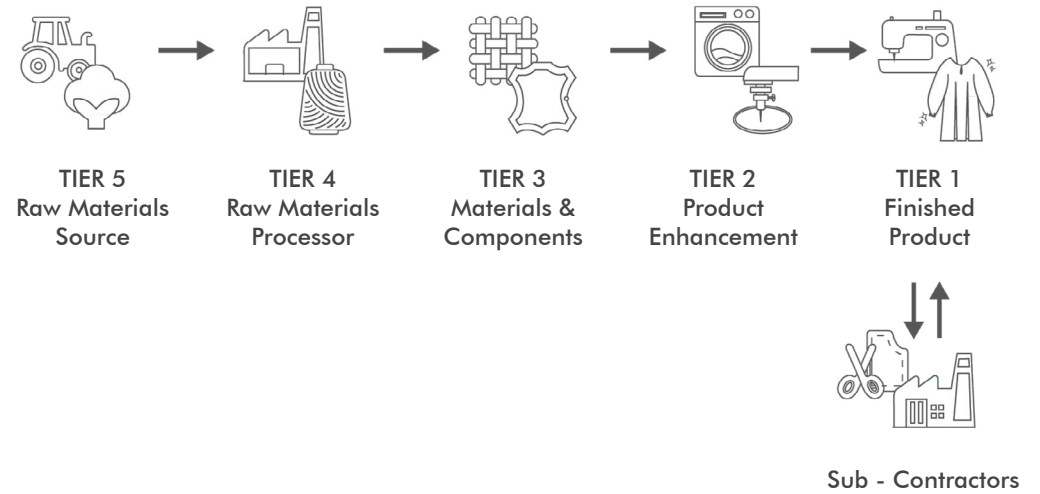 TIER 5
Raw Materials
Source
TIER 4
Raw Materials
Processor
TIER 3
Materials &
Components
TIER 2
Product
Enhancement
TIER 1
Finished
Product
Sub - Contractors